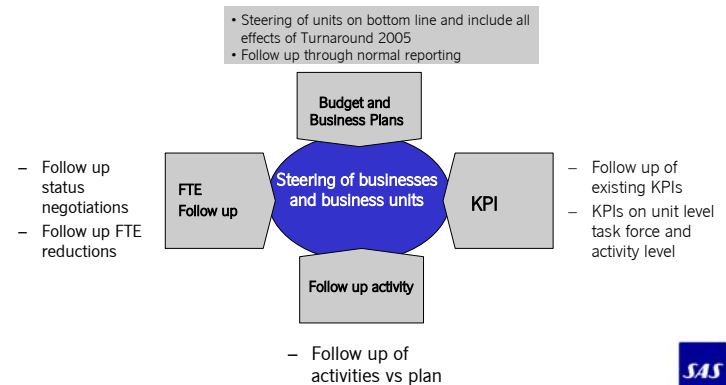 • Steering of units on bottom line and include all
effects of Turnaround 2005
• Follow up through normal reporting
Budget and
Business Plans
– Follow up
status
negotiations
– Follow up FTE
reductions
FTE
Follow up
Steering of businesses
and business units
KPI
– Follow up of
existing KPIs
– KPIs on unit level
task force and
activity level
Follow up activity
– Follow up of
activities vs plan
SAS